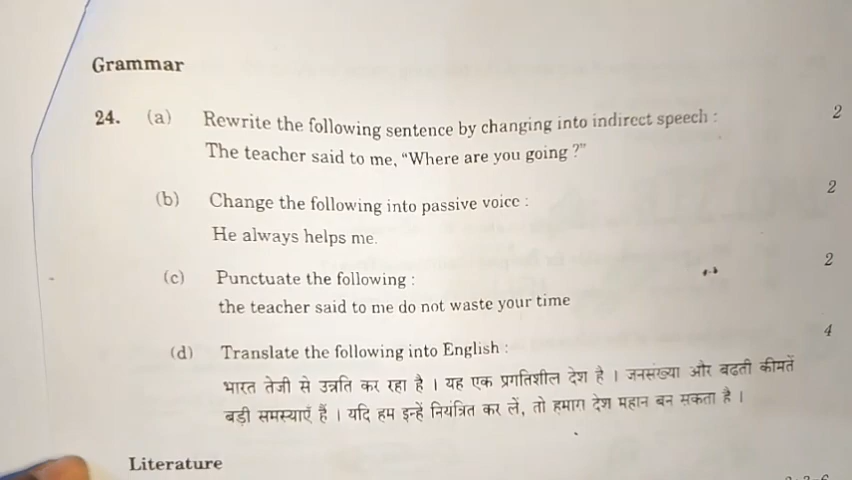 Grammar
24. (a) Rewrite the following sentence by changing into indirect speech : 2
The teacher said to me, “Where are you going ?”
(b) Change the following into passive voice : 2
He always helps me.
(c) Punctuate the following : 2
the teacher said to me do not waste your time
(d) Translate the following into English : 4
भारत तेजी से उन्नति कर रहा है । यह एक प्रगतिशील देश है । जनसंख्या और बढ़ती कीमतें
बड़ी समस्याएँ हैं । यदि हम इन्हें नियंत्रित कर लें, तो हमारा देश महान बन सकता है ।
Literature